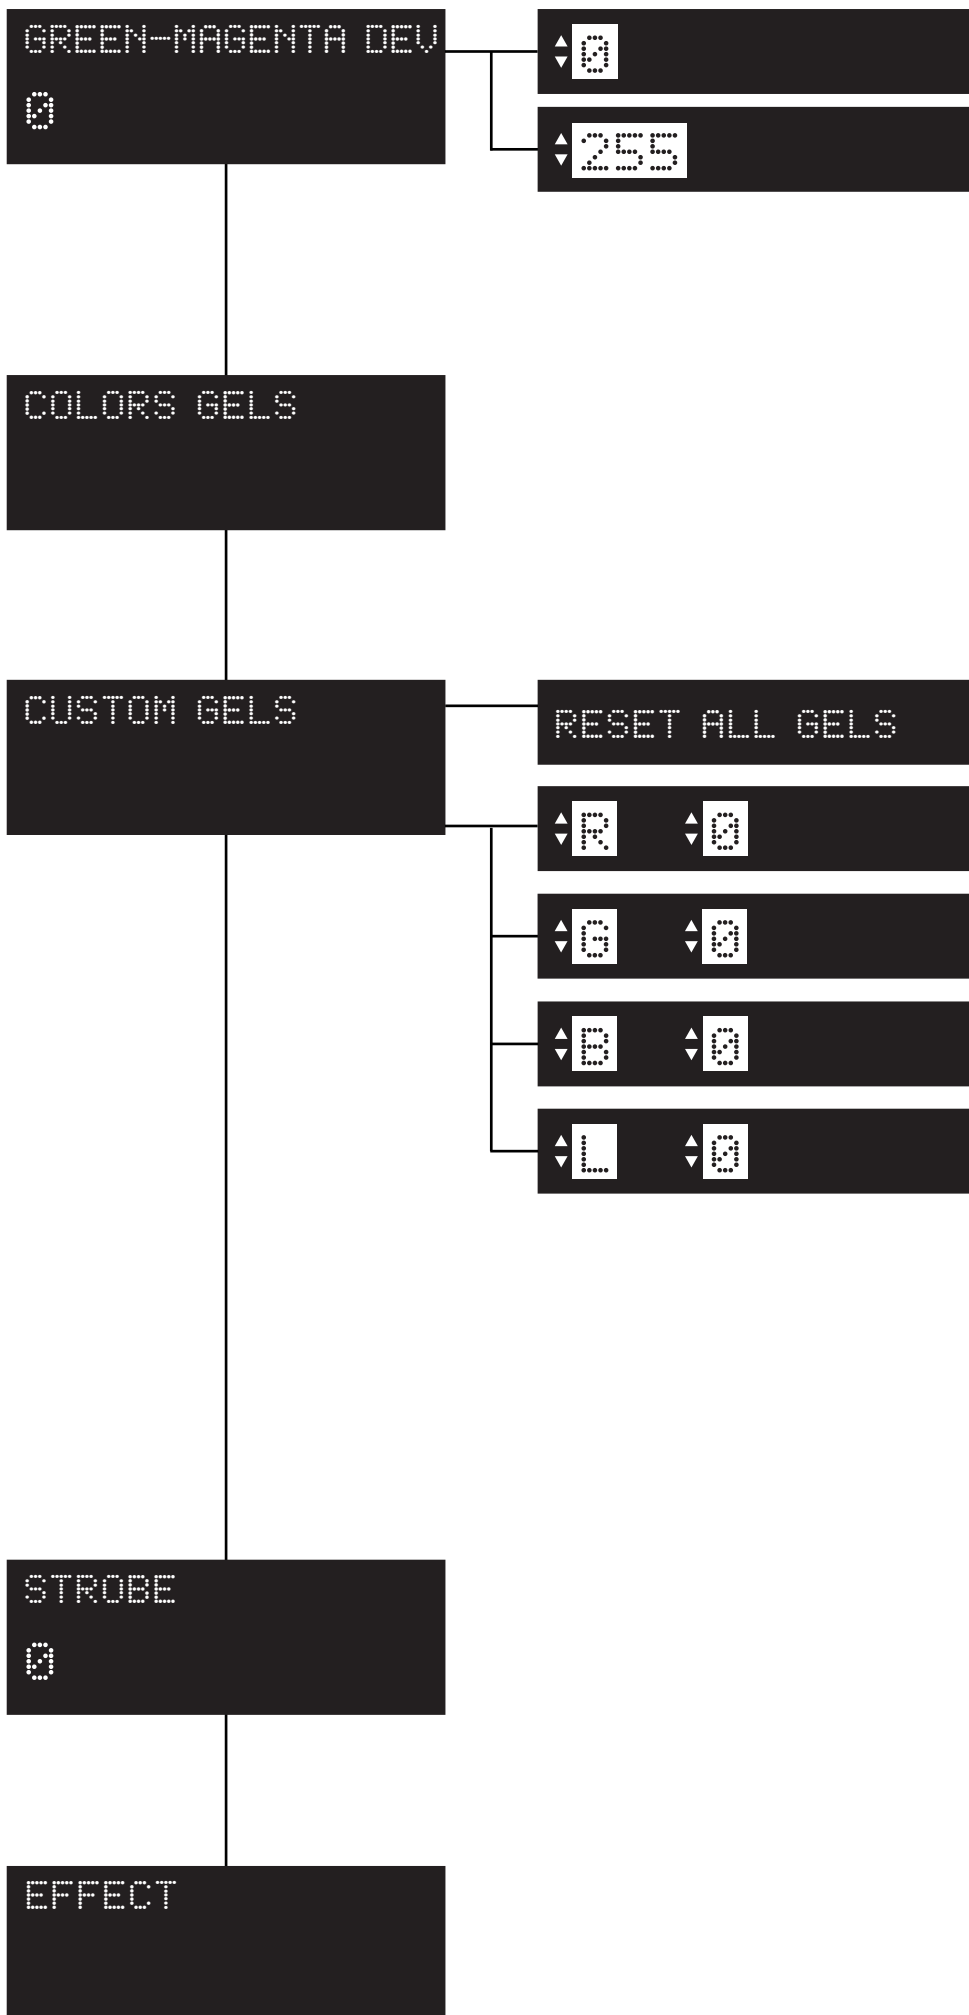 GREEN-MAGENTA DEV
0
0
255
COLORS GELS
CUSTOM GELS
RESET ALL GELS
R 0
G 0
B 0
L 0
STROBE
0
EFFECT